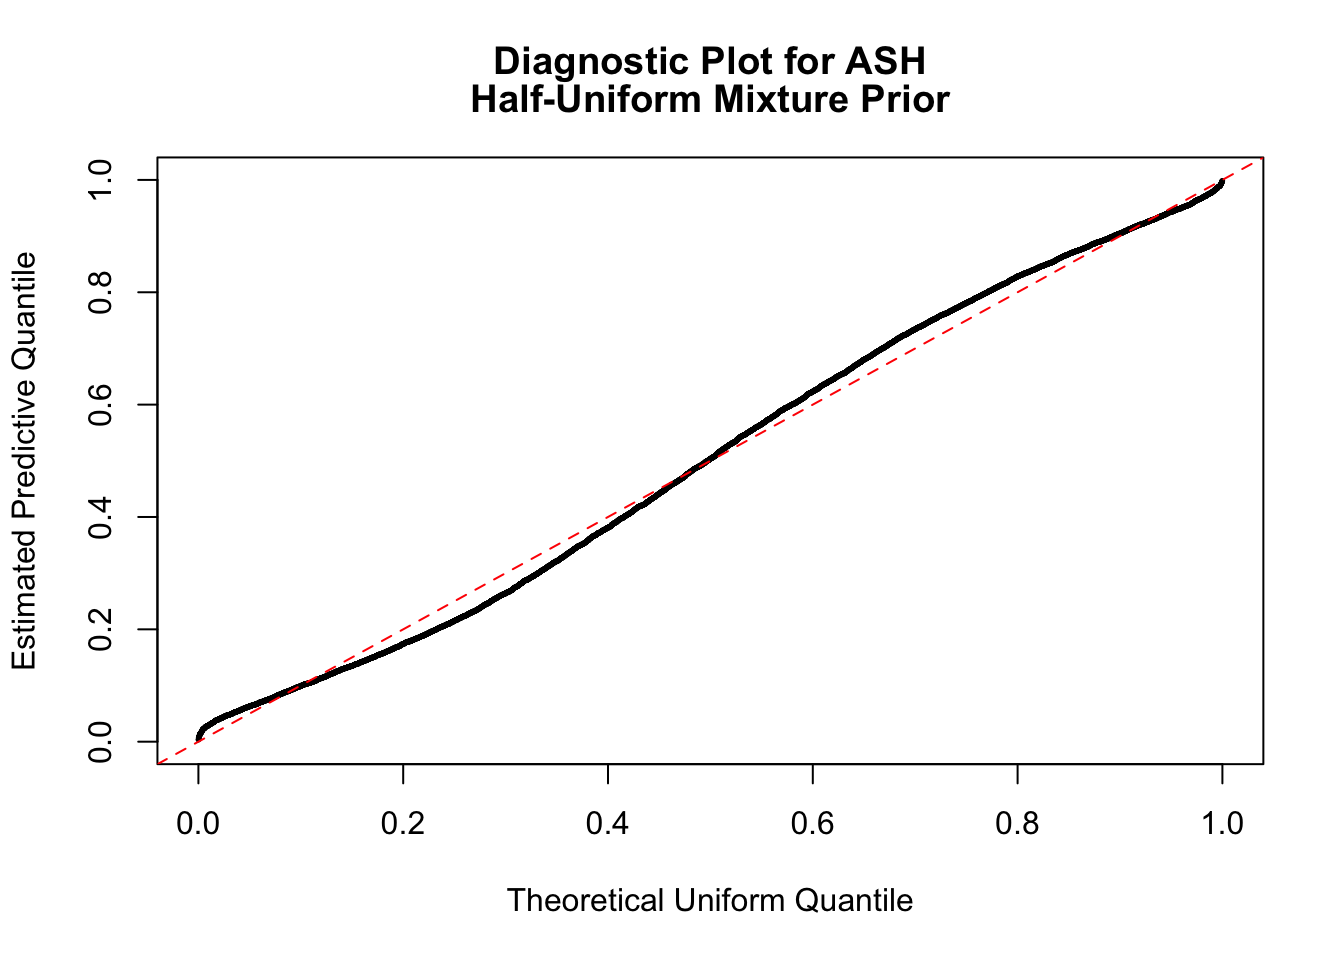 Diagnostic Plot for ASH
Half-Uniform Mixture Prior
Estimated Predictive Quantile
1.0
0.8
0.6
0.4
0.2
0.0
0.0 0.2 0.4 0.6 0.8 1.0
Theoretical Uniform Quantile